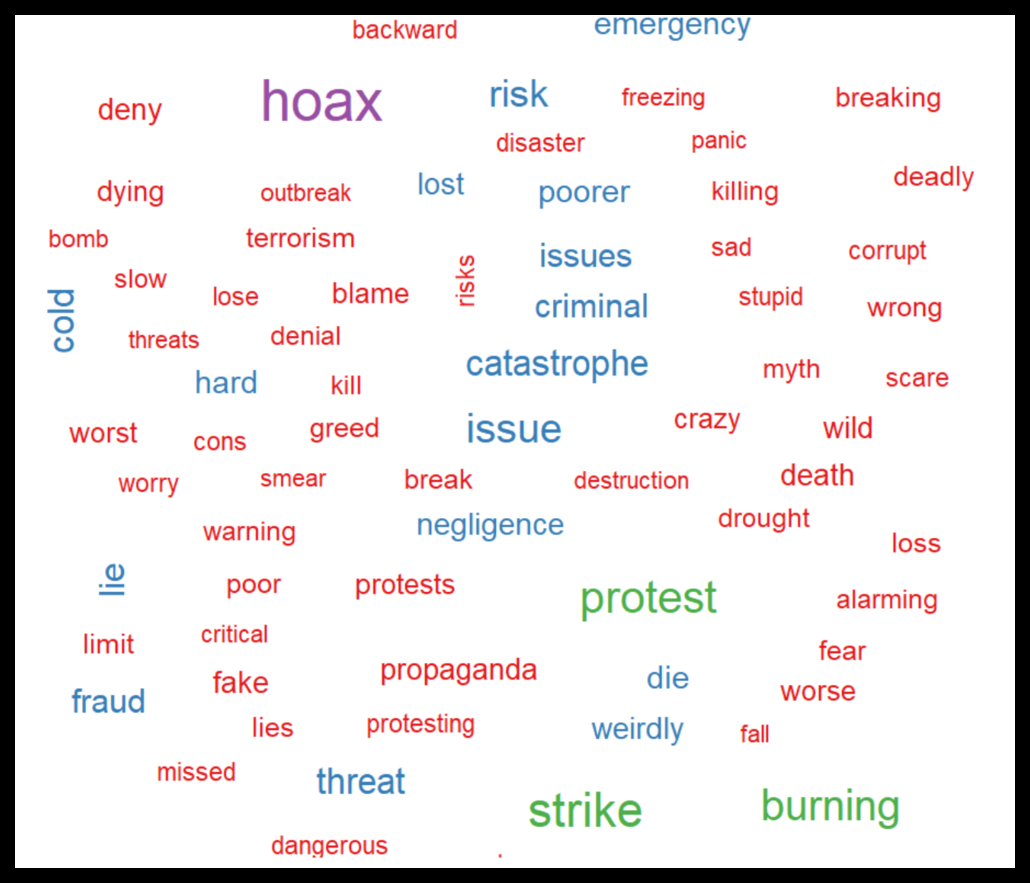 backward emergency
hoax risk freezing breaking
deny
disaster panic
dying outbreak lost poorer killing deadly
bomb terrorism issues sad corrupt
slow risks
cold lose blame criminal stupid wrong
threats denial
catastrophe myth scare
hard kill
worst cons greed issue crazy wild
worry smear break destruction death
warning negligence drought
loss
lie poor protests protest alarming
limit critical fear
fraud fake propaganda die worse
lies protesting weirdly fall
missed threat
strike burning
dangerous